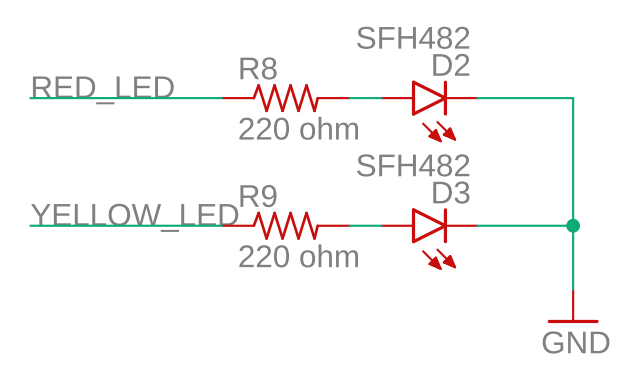 SFH482
D2
RED_LED
R8
220 ohm
SFH482
D3
YELLOW_LED
R9
220 ohm
GND